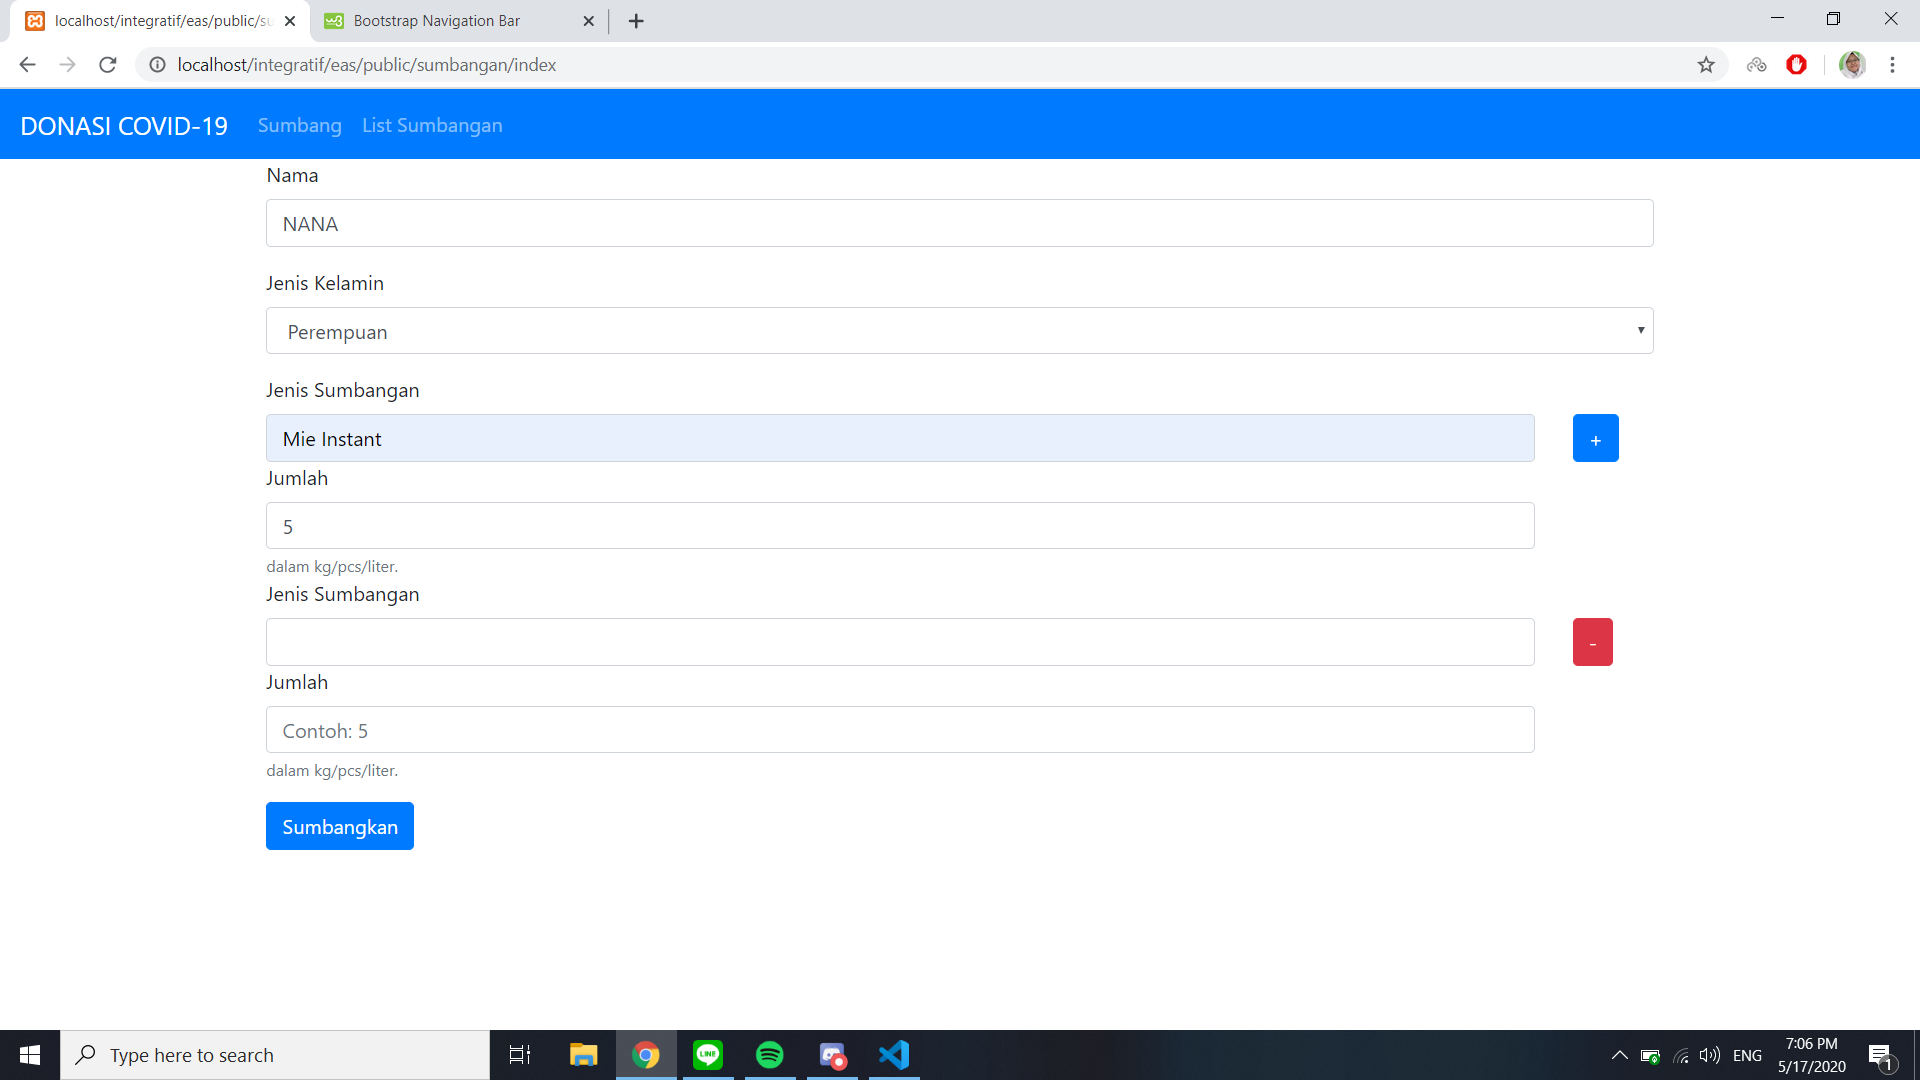 localhost/integratif/eas/public/su
Bootstrap Navigation Bar
localhost/integratif/eas/public/sumbangan/index
DONASI COVID-19 Sumbang List Sumbangan
Nama
NANA
Jenis Kelamin
Perempuan
Jenis Sumbangan
Mie Instant
+
Jumlah
5
dalam kg/pcs/liter.
Jenis Sumbangan
-
Jumlah
Contoh: 5
dalam kg/pcs/liter.
Sumbangkan
Type here to search
LINE
ENG
7:06 PM
5/17/2020
1